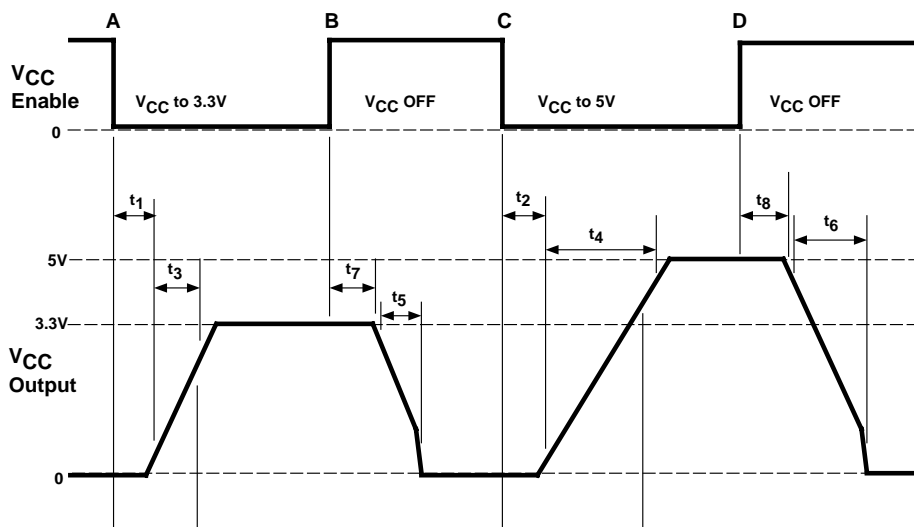 A B C D
VCC
Enable
VCC to 3.3V VCC OFF VCC to 5V VCC OFF
0
t1 t2 t8
t4 t6
5V
t3 t7
t5
3.3V
VCC
Output
0